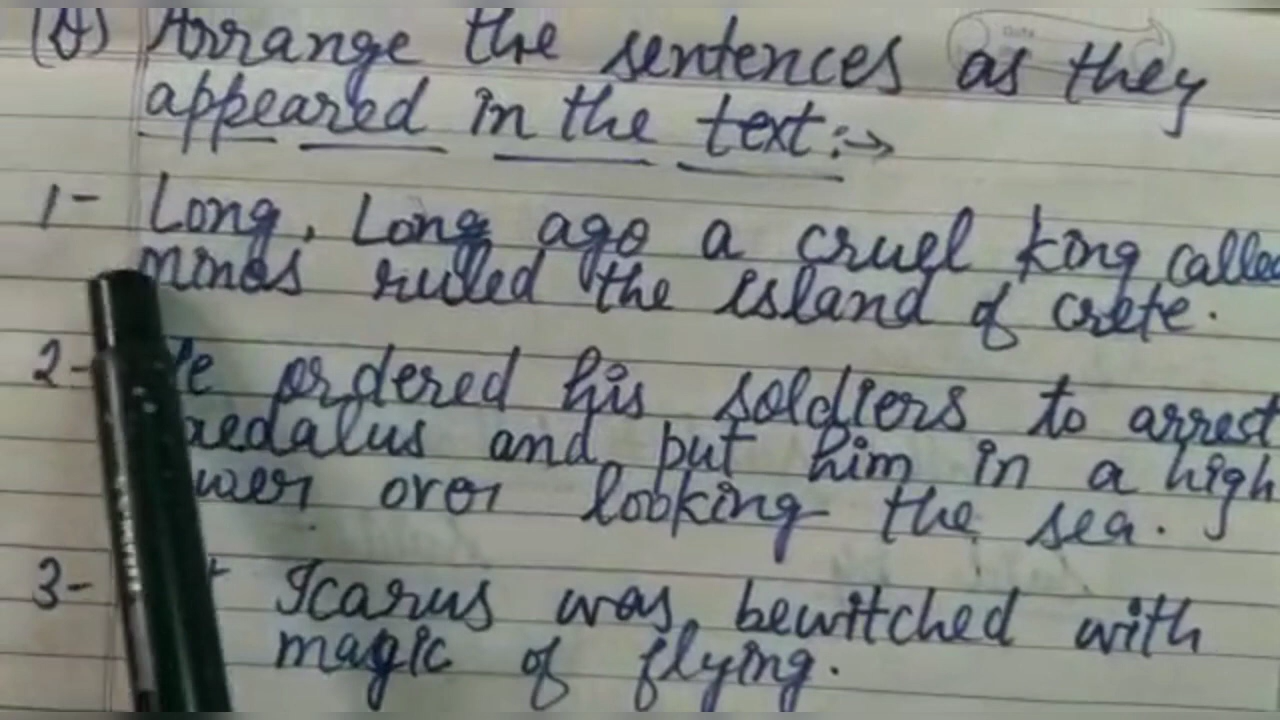 (A) Arrange the sentences as they
appeared in the text:→
1- Long, Long ago a cruel king called
minos ruled the island of crete.
2- ordered his soldiers to arrest
and put him in a high
over looking the sea.
3- Icarus was bewitched with
magic of flying.